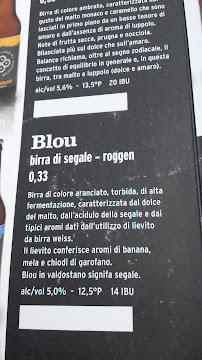 0,33
Birra di colore ambrato, caratterizzata dal
gusto del malto monaco e caramello che sono
lasciati in primo piano da un basso tenore di
amaro e dall'assenza di aroma di luppolo.
Note di frutta secca, prugna e nocciola.
Bilanciata più sul dolce che sull'amaro.
Balance richiama, oltre al segno zodiacale, il
concetto di equilibrio in generale e, in questa
birra, tra malto e luppolo (dolce e amaro).
alc/vol 5,6% - 13,5°P 20 IBU
Blou
birra di segale - roggen
0,33
Birra di colore aranciato, torbida, di alta
fermentazione, caratterizzata dal dolce
del malto, dall'acidulo della segale e dai
tipici aromi dati dall'utilizzo di lievito
da birra weiss.
Il lievito conferisce aromi di banana,
mela e chiodi di garofano.
Blou in valdostano signifa segale.
alc/vol 5,0% - 12,5°P 14 IBU